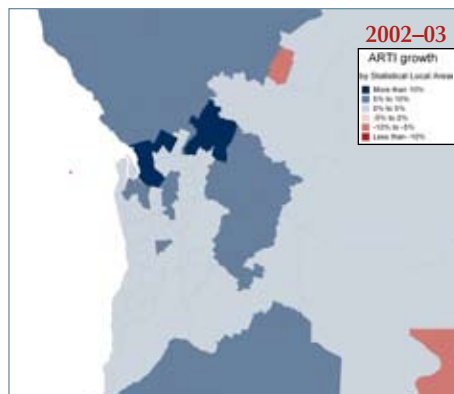 2002–03
ARTI growth
by Statistical Local Areas
More than 10%
5% to 10%
0% to 5%
-5% to 0%
-10% to -5%
Less than -10%